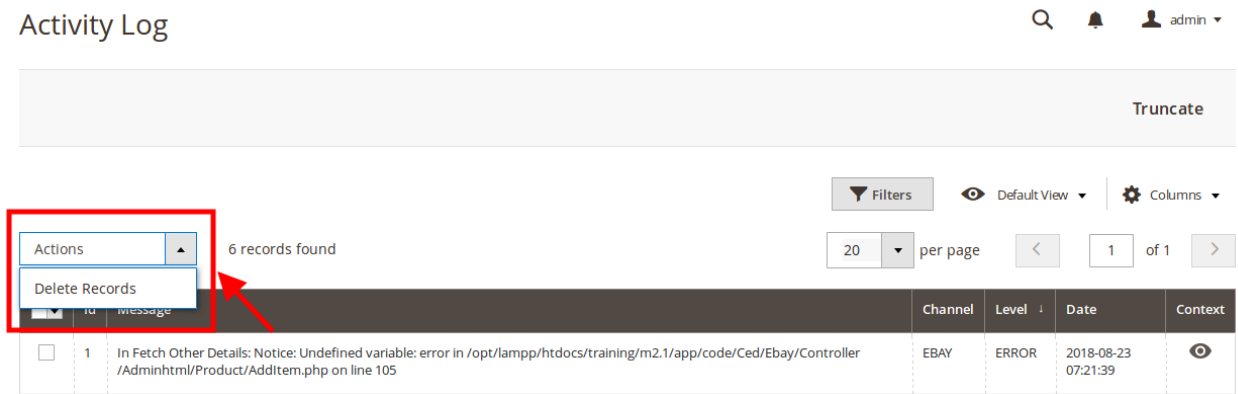 Activity Log
admin
Truncate
Filters
Default View
Columns
Actions
6 records found
20
per page
1
of 1
Delete Records
Id Message Channel Level ↓ Date Context
1 In Fetch Other Details: Notice: Undefined variable: error in /opt/lampp/htdocs/training/m2.1/app/code/Ced/Ebay/Controller EBAY ERROR 2018-08-23
/Adminhtml/Product/AddItem.php on line 105 07:21:39